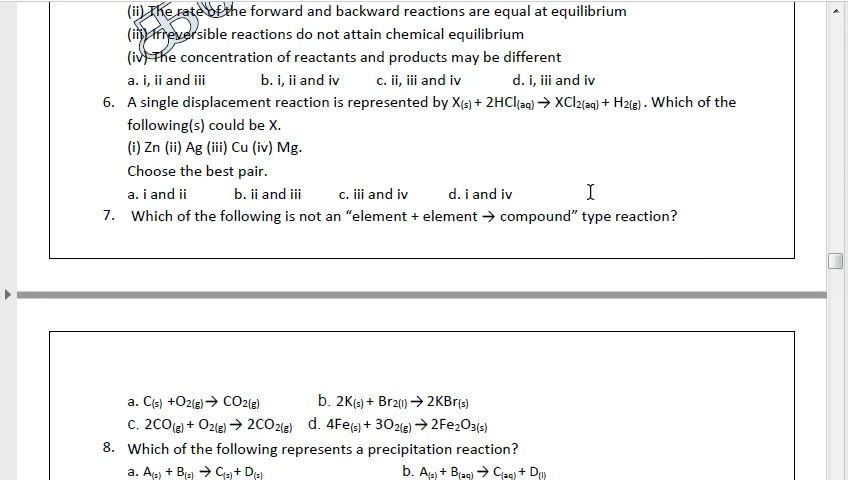 (ii) The rate of the forward and backward reactions are equal at equilibrium
(iii) Irreversible reactions do not attain chemical equilibrium
(iv) The concentration of reactants and products may be different
a. i, ii and iii b. i, ii and iv c. ii, iii and iv d. i, iii and iv
6. A single displacement reaction is represented by X(s) + 2HCl(aq) → XCl2(aq) + H2(g) . Which of the
following(s) could be X.
(i) Zn (ii) Ag (iii) Cu (iv) Mg.
Choose the best pair.
a. i and ii b. ii and iii c. iii and iv d. i and iv
7. Which of the following is not an “element + element → compound” type reaction?
a. C(s) +O2(g)→ CO2(g) b. 2K(s) + Br2(l) → 2KBr(s)
c. 2CO(g) + O2(g) → 2CO2(g) d. 4Fe(s) + 3O2(g) → 2Fe2O3(s)
8. Which of the following represents a precipitation reaction?
a. A(s) + B(s) → C(s) + D(s) b. A(s) + B(aq) → C(aq) + D(l)